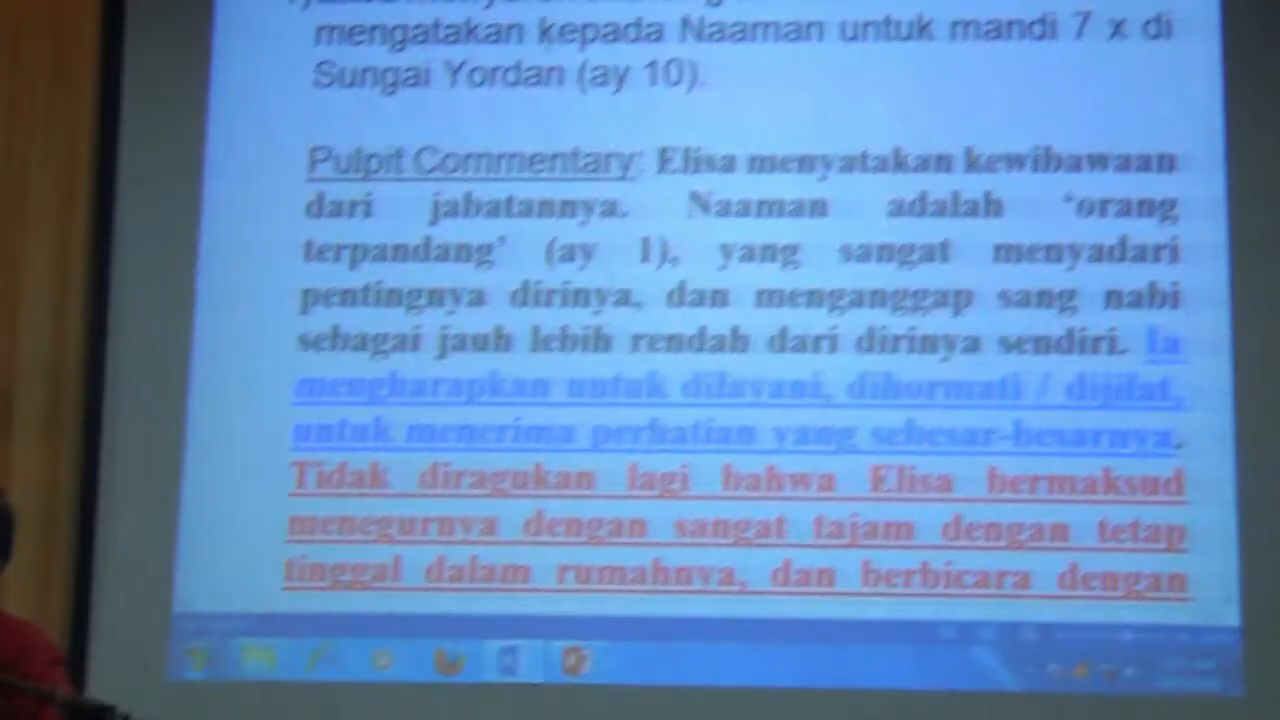 mengatakan kepada Naaman untuk mandi 7 x di
Sungai Yordan (ay 10).
Pulpit Commentary: Elisa menyatakan kewibawaan
dari jabatannya. Naaman adalah 'orang
terpandang' (ay 1), yang sangat menyadari
pentingnya dirinya, dan menganggap sang nabi
sebagai jauh lebih rendah dari dirinya sendiri. Ia
mengharapkan untuk dilayani, dihormati / dijilat,
untuk menerima perhatian yang sebesar-besarnya.
Tidak diragukan lagi bahwa Elisa bermaksud
menegurnya dengan sangat tajam dengan tetap
tinggal dalam rumahnya, dan berbicara dengan